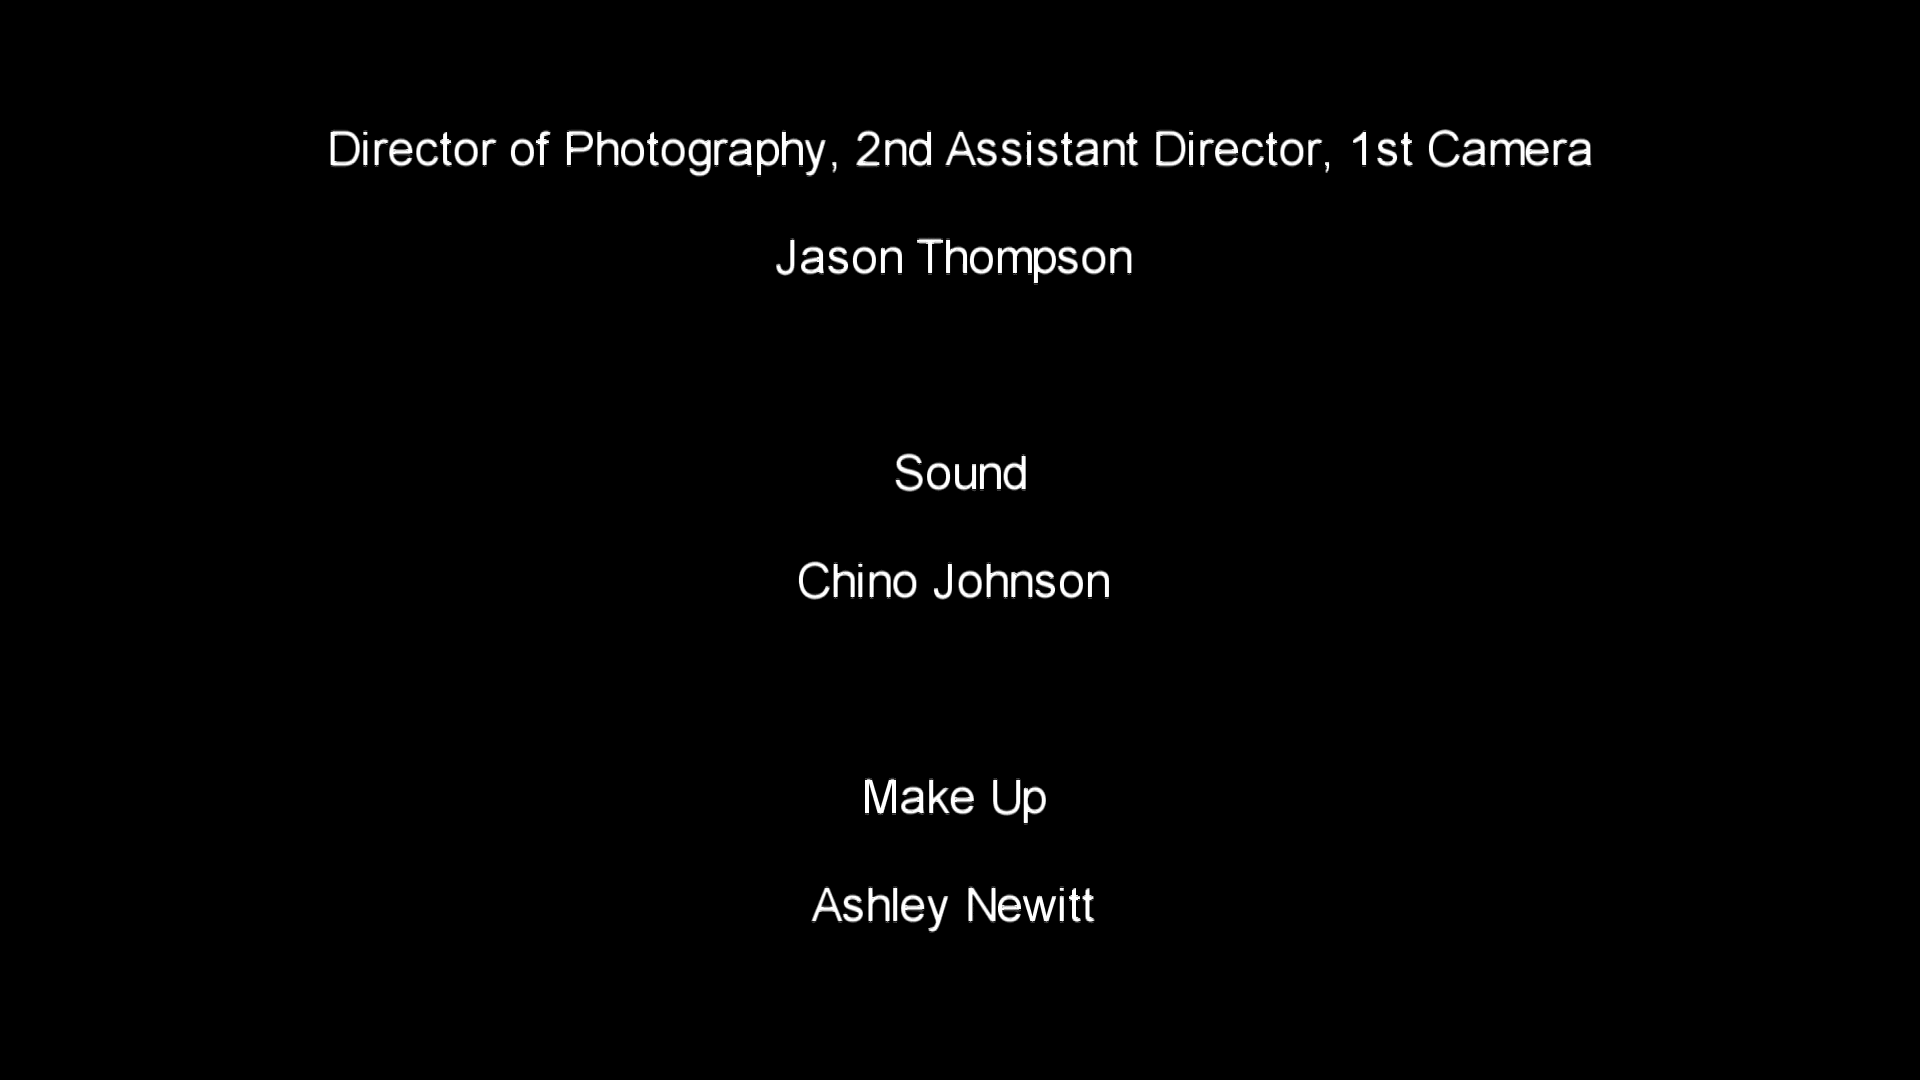 Director of Photography, 2nd Assistant Director, 1st Camera
Jason Thompson
Sound
Chino Johnson
Make Up
Ashley Newitt